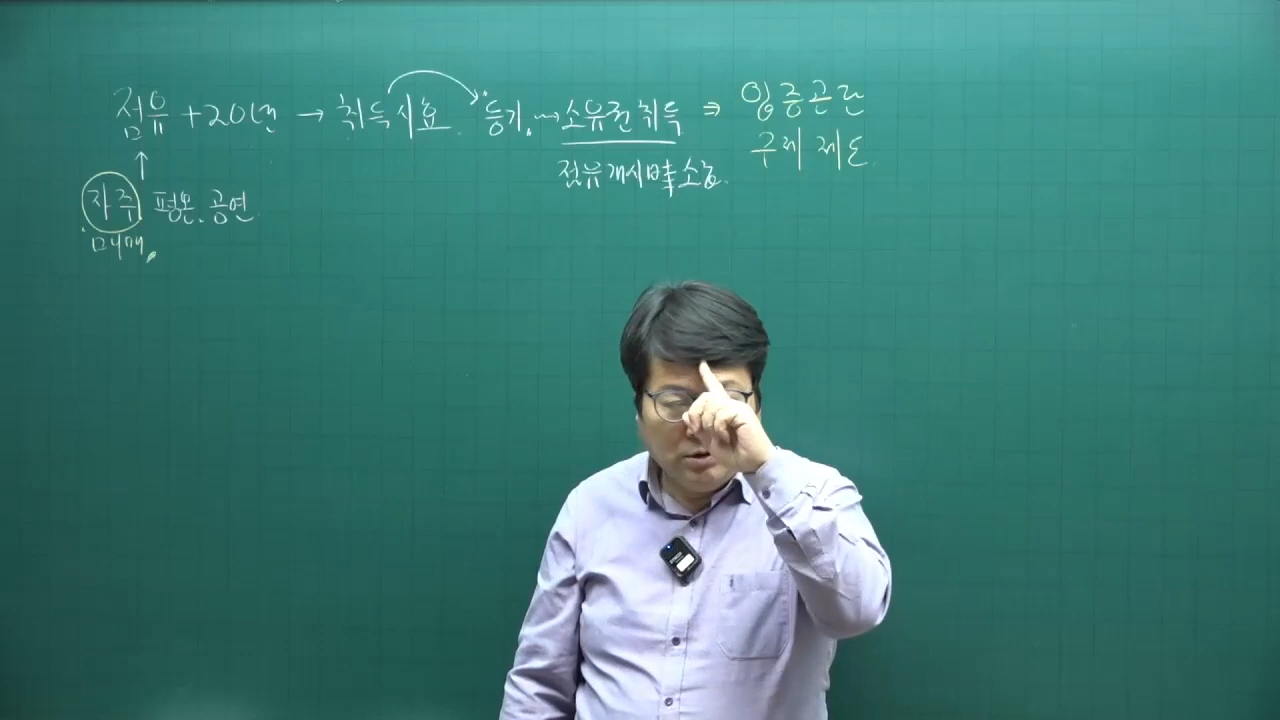 점유 +20년 → 취득시효. 등기. → 소유권 취득 ⇒ 입증곤란
구제 제도
점유개시時 소급.
자주 평온. 공연
매매